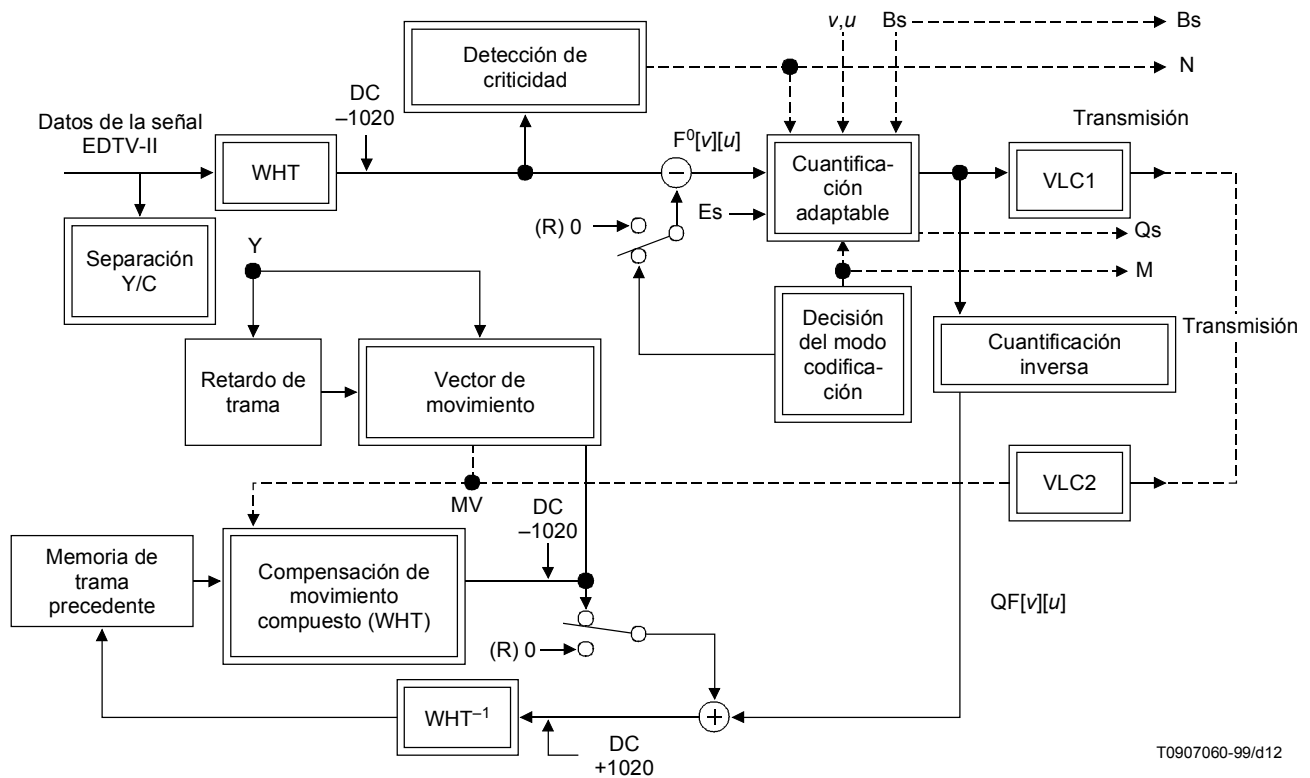 v,u
Bs
Bs
Detección de
criticidad
N
DC
–1020
Datos de la señal
EDTV-II
Transmisión
F⁰[v][u]
WHT
–
Cuantifica-
ción
adaptable
VLC1
Es
(R) 0
Qs
Separación
Y/C
Y
M
Decisión
del modo
codifica-
ción
Transmisión
Cuantificación
inversa
Retardo de
trama
Vector de
movimiento
VLC2
MV
DC
–1020
Memoria de
trama
precedente
Compensación de
movimiento
compuesto (WHT)
QF[v][u]
(R) 0
WHT⁻¹
+
DC
+1020
T0907060-99/d12